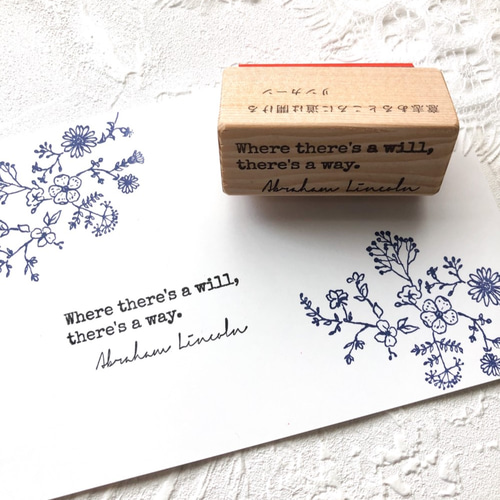 意志あるところに道は開ける
リンカーン
Where there's a will,
there's a way.
Abraham Lincoln
Where there's a will,
there's a way.
Abraham Lincoln